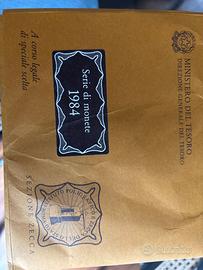 MINISTERO DEL TESORO
DIREZIONE GENERALE DEL TESORO
Serie di monete
1984
A corso legale
di speciale scelta
SEZIONE ZECCA